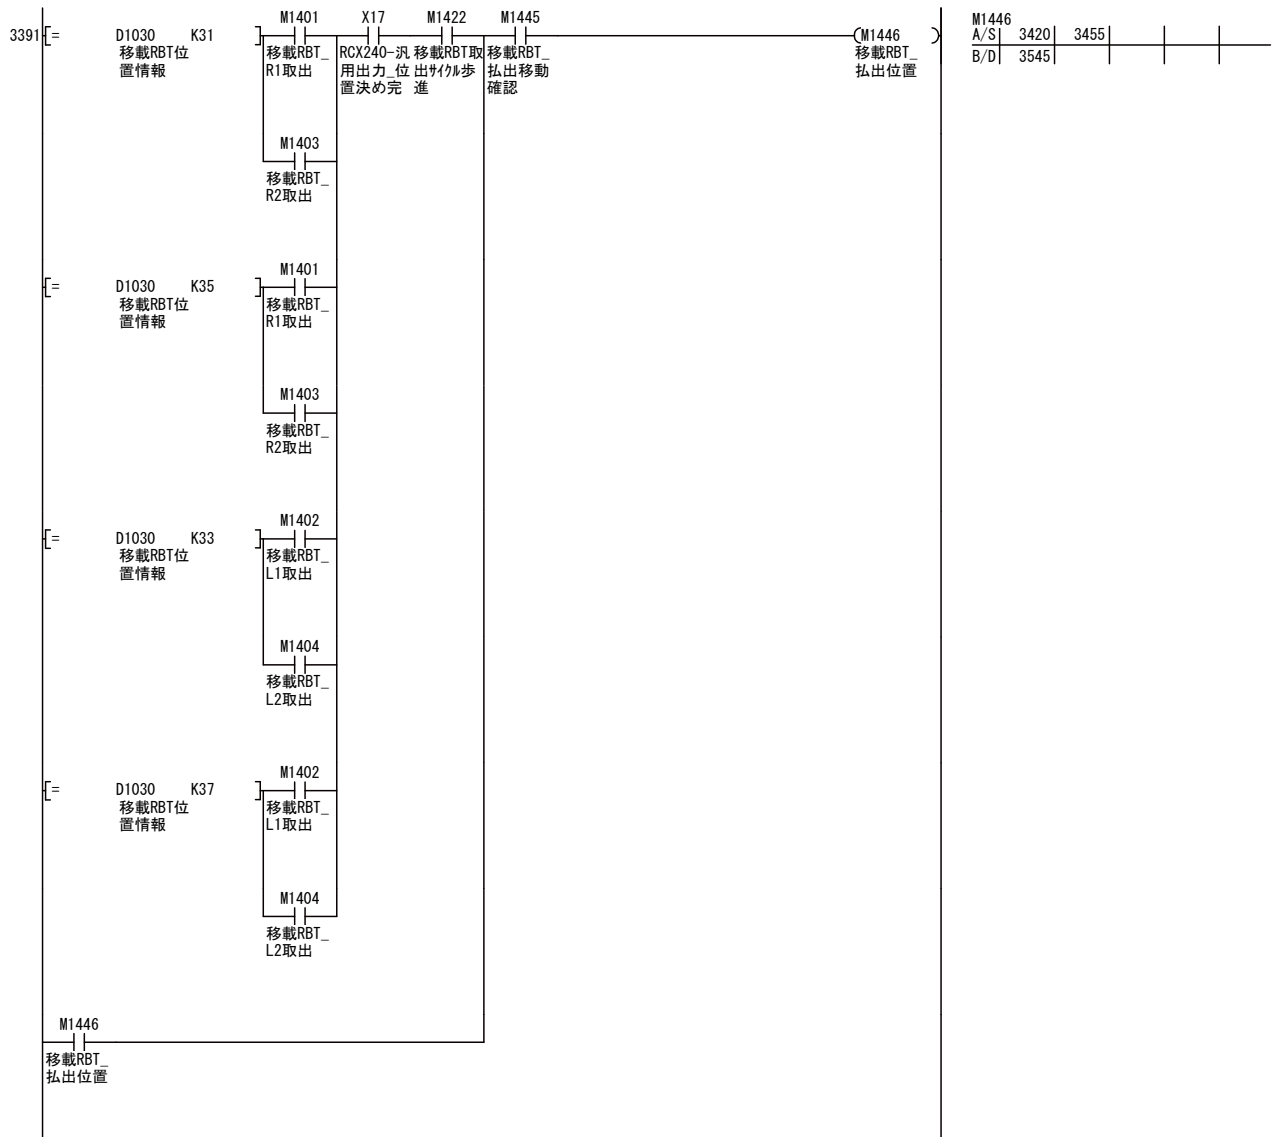 M1401 X17 M1422 M1445 M1446
3391 = D1030 K31 (M1446 ) A/S 3420 3455
移載RBT位 移載RBT_ RCX240-汎 移載RBT取 移載RBT_ 移載RBT_ B/D 3545
置情報 R1取出 用出力_位 出ｻｲｸﾙ歩 払出移動 払出位置
置決め完 進 確認
M1403
移載RBT_
R2取出
M1401
= D1030 K35
移載RBT位 移載RBT_
置情報 R1取出
M1403
移載RBT_
R2取出
M1402
= D1030 K33
移載RBT位 移載RBT_
置情報 L1取出
M1404
移載RBT_
L2取出
M1402
= D1030 K37
移載RBT位 移載RBT_
置情報 L1取出
M1404
移載RBT_
L2取出
M1446
移載RBT_
払出位置